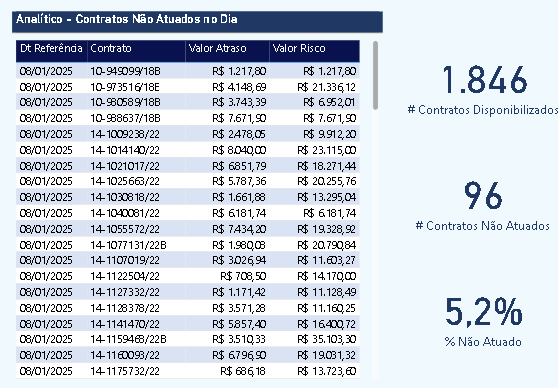 Analítico - Contratos Não Atuados no Dia
Dt Referência Contrato Valor Atraso Valor Risco
08/01/2025 10-945099/18B R$ 1.217,80 R$ 1.217,80
08/01/2025 10-973516/18E R$ 4.148,69 R$ 21.336,12
08/01/2025 10-980589/18B R$ 3.743,39 R$ 6.952,01
08/01/2025 10-988637/18B R$ 7.671,90 R$ 7.671,90
08/01/2025 14-1009238/22 R$ 2.478,05 R$ 9.912,20
08/01/2025 14-1014140/22 R$ 8.040,00 R$ 23.115,00
08/01/2025 14-1021017/22 R$ 6.851,79 R$ 18.271,44
08/01/2025 14-1025663/22 R$ 5.787,36 R$ 20.255,76
08/01/2025 14-1030818/22 R$ 1.661,88 R$ 13.295,04
08/01/2025 14-1040081/22 R$ 6.181,74 R$ 6.181,74
08/01/2025 14-1055572/22 R$ 7.434,20 R$ 19.328,92
08/01/2025 14-1077131/22B R$ 1.980,08 R$ 20.790,84
08/01/2025 14-1107019/22 R$ 3.026,94 R$ 11.603,27
08/01/2025 14-1122504/22 R$ 708,50 R$ 14.170,00
08/01/2025 14-1127332/22 R$ 1.171,42 R$ 11.128,49
08/01/2025 14-1128378/22 R$ 3.571,28 R$ 11.160,25
08/01/2025 14-1141470/22 R$ 5.857,40 R$ 16.400,72
08/01/2025 14-1159463/22B R$ 3.510,33 R$ 35.103,30
08/01/2025 14-1160093/22 R$ 6.796,90 R$ 19.031,32
08/01/2025 14-1175732/22 R$ 686,18 R$ 13.723,60
1.846
# Contratos Disponibilizados
96
# Contratos Não Atuados
5,2%
% Não Atuado